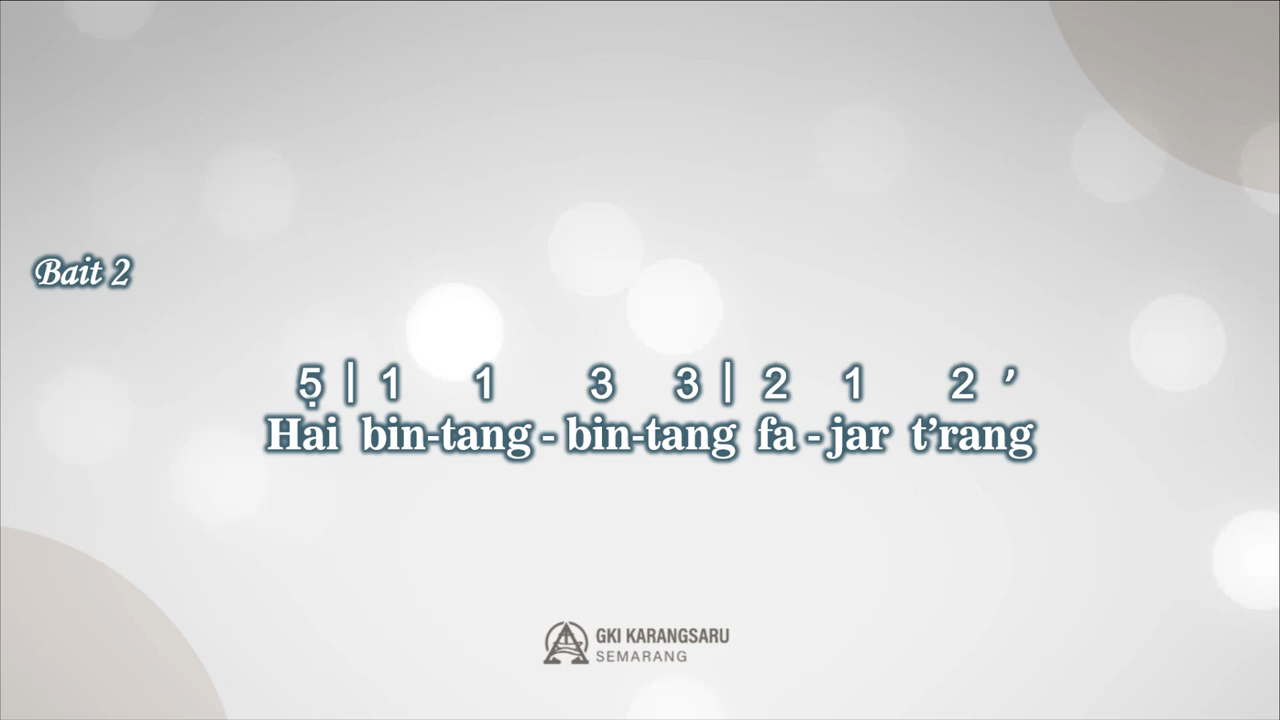 Bait 2
5̣ | 1 1 3 3 | 2 1 2 ’
Hai bin-tang - bin-tang fa - jar t’rang
GKI KARANGSARU
SEMARANG